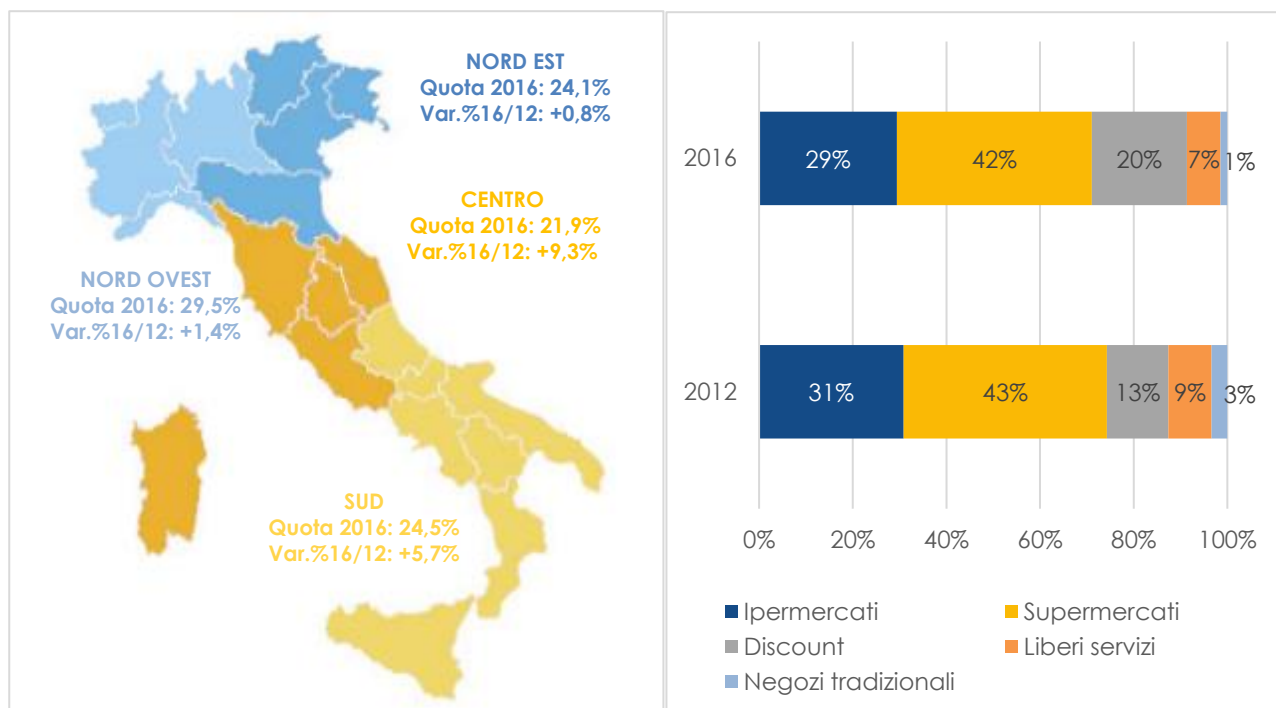 NORD EST
Quota 2016: 24,1%
Var.%16/12: +0,8%
CENTRO
Quota 2016: 21,9%
Var.%16/12: +9,3%
NORD OVEST
Quota 2016: 29,5%
Var.%16/12: +1,4%
SUD
Quota 2016: 24,5%
Var.%16/12: +5,7%
2016 29% 42% 20% 7% 1%
2012 31% 43% 13% 9% 3%
0% 20% 40% 60% 80% 100%
Ipermercati Supermercati
Discount Liberi servizi
Negozi tradizionali